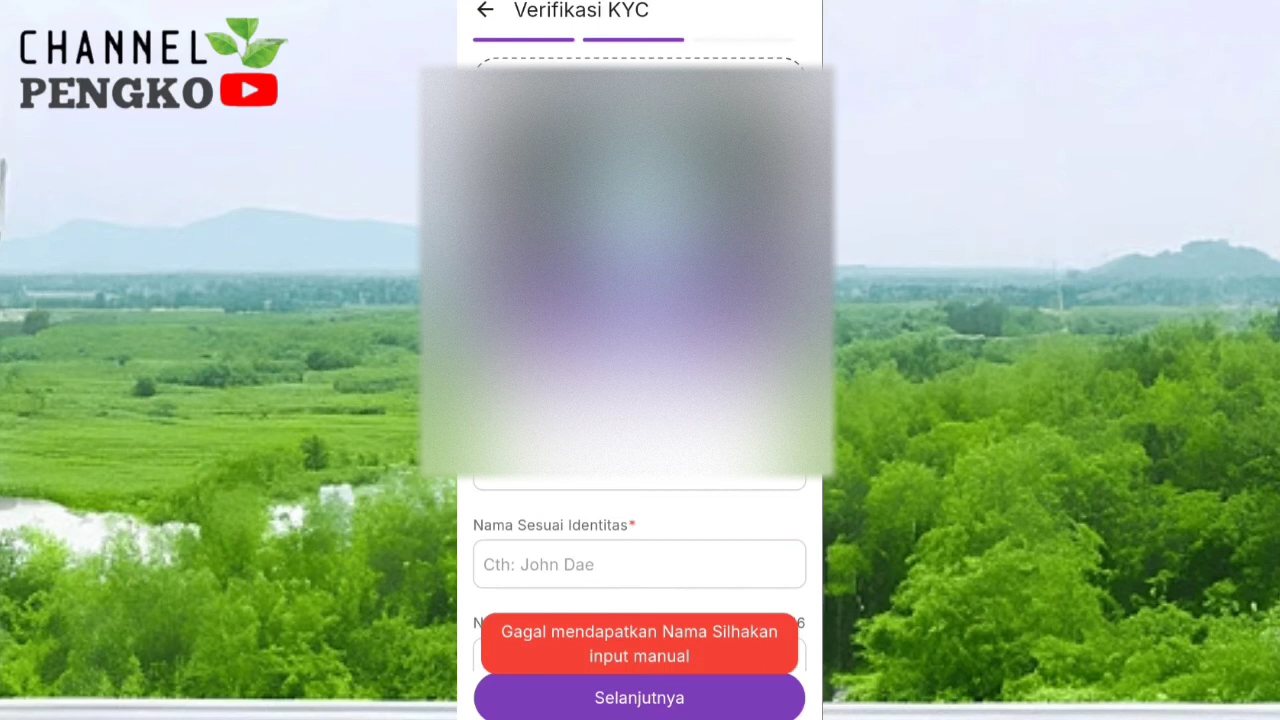 CHANNEL
PENGKO
Verifikasi KYC
Nama Sesuai Identitas*
Cth: John Dae
Gagal mendapatkan Nama Silhakan
input manual
Selanjutnya